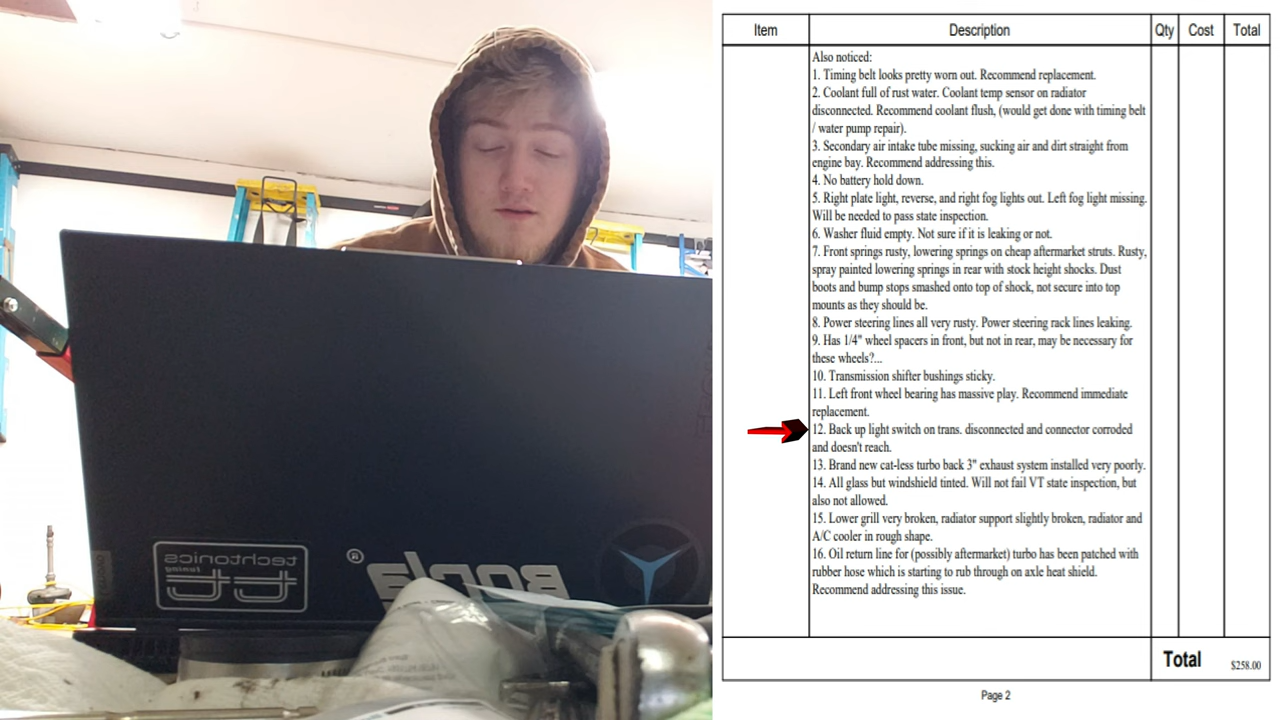 techtonics
tuning
tt
Borla®
Item Description Qty Cost Total
Also noticed:
1. Timing belt looks pretty worn out. Recommend replacement.
2. Coolant full of rust water. Coolant temp sensor on radiator
disconnected. Recommend coolant flush, (would get done with timing belt
/ water pump repair).
3. Secondary air intake tube missing, sucking air and dirt straight from
engine bay. Recommend addressing this.
4. No battery hold down.
5. Right plate light, reverse, and right fog lights out. Left fog light missing.
Will be needed to pass state inspection.
6. Washer fluid empty. Not sure if it is leaking or not.
7. Front springs rusty, lowering springs on cheap aftermarket struts. Rusty,
spray painted lowering springs in rear with stock height shocks. Dust
boots and bump stops smashed onto top of shock, not secure into top
mounts as they should be.
8. Power steering lines all very rusty. Power steering rack lines leaking.
9. Has 1/4" wheel spacers in front, but not in rear, may be necessary for
these wheels?...
10. Transmission shifter bushings sticky.
11. Left front wheel bearing has massive play. Recommend immediate
replacement.
12. Back up light switch on trans. disconnected and connector corroded
and doesn't reach.
13. Brand new cat-less turbo back 3" exhaust system installed very poorly.
14. All glass but windshield tinted. Will not fail VT state inspection, but
also not allowed.
15. Lower grill very broken, radiator support slightly broken, radiator and
A/C cooler in rough shape.
16. Oil return line for (possibly aftermarket) turbo has been patched with
rubber hose which is starting to rub through on axle heat shield.
Recommend addressing this issue.
Total $258.00
Page 2